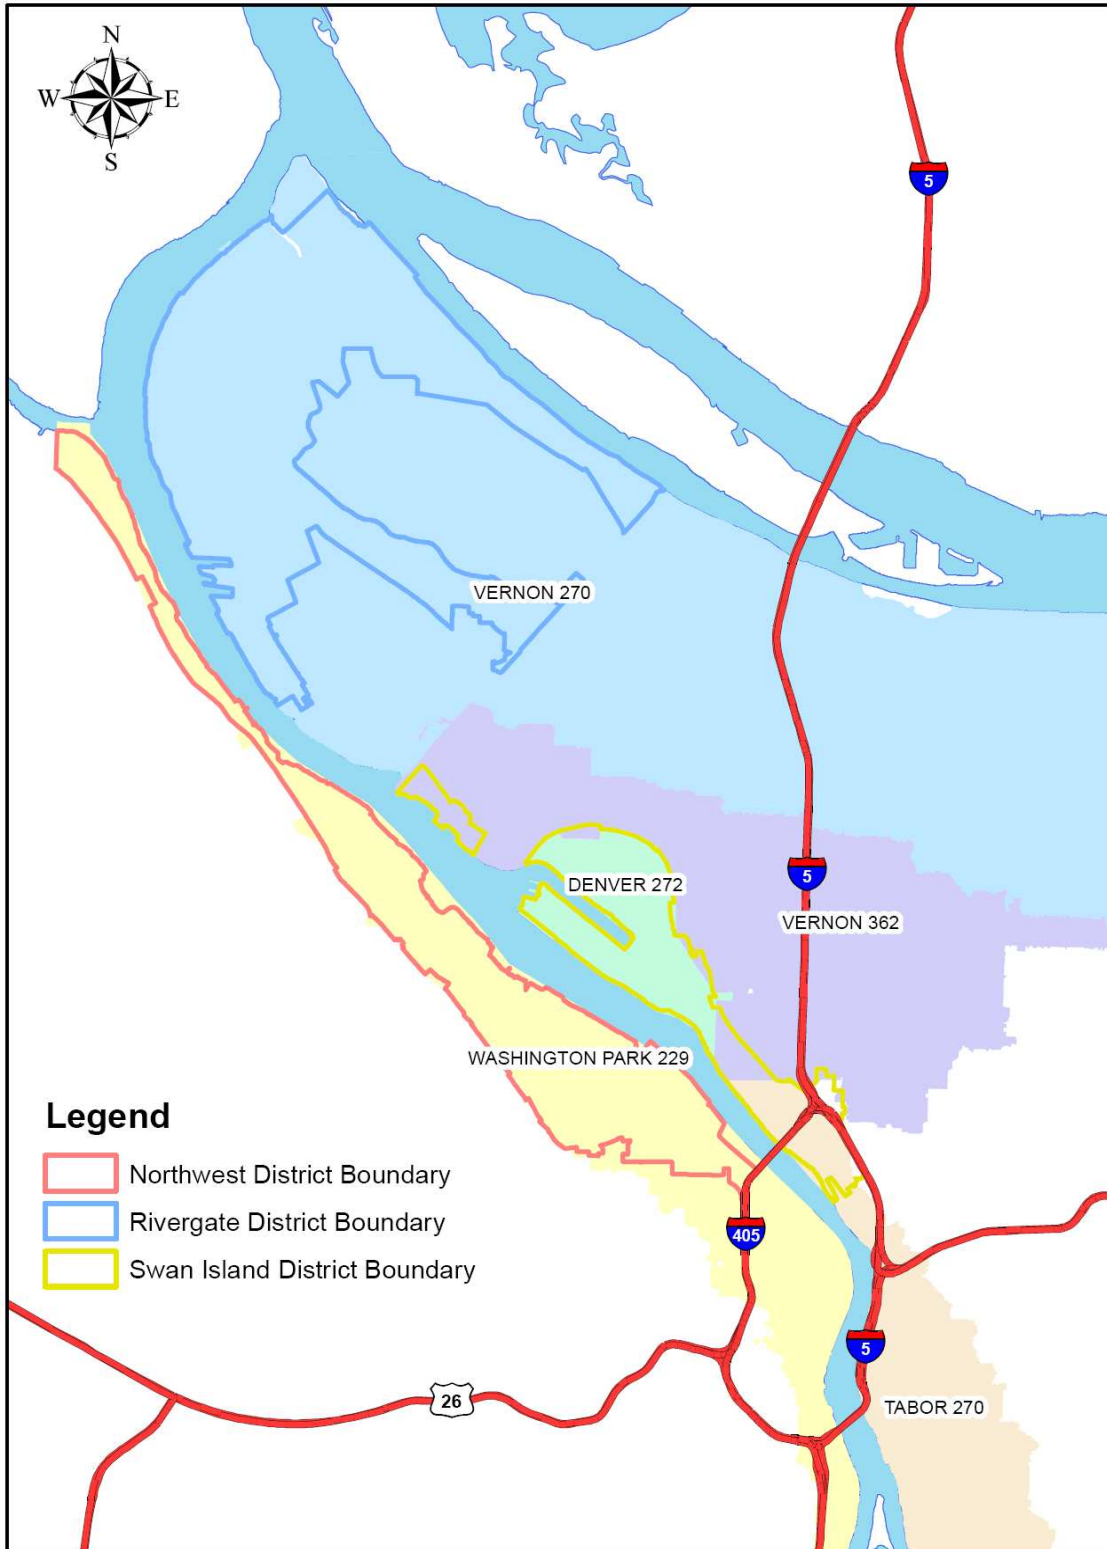 N
W E
S
5
VERNON 270
5
DENVER 272
VERNON 362
WASHINGTON PARK 229
Legend
Northwest District Boundary
Rivergate District Boundary
Swan Island District Boundary
405
5
26
TABOR 270